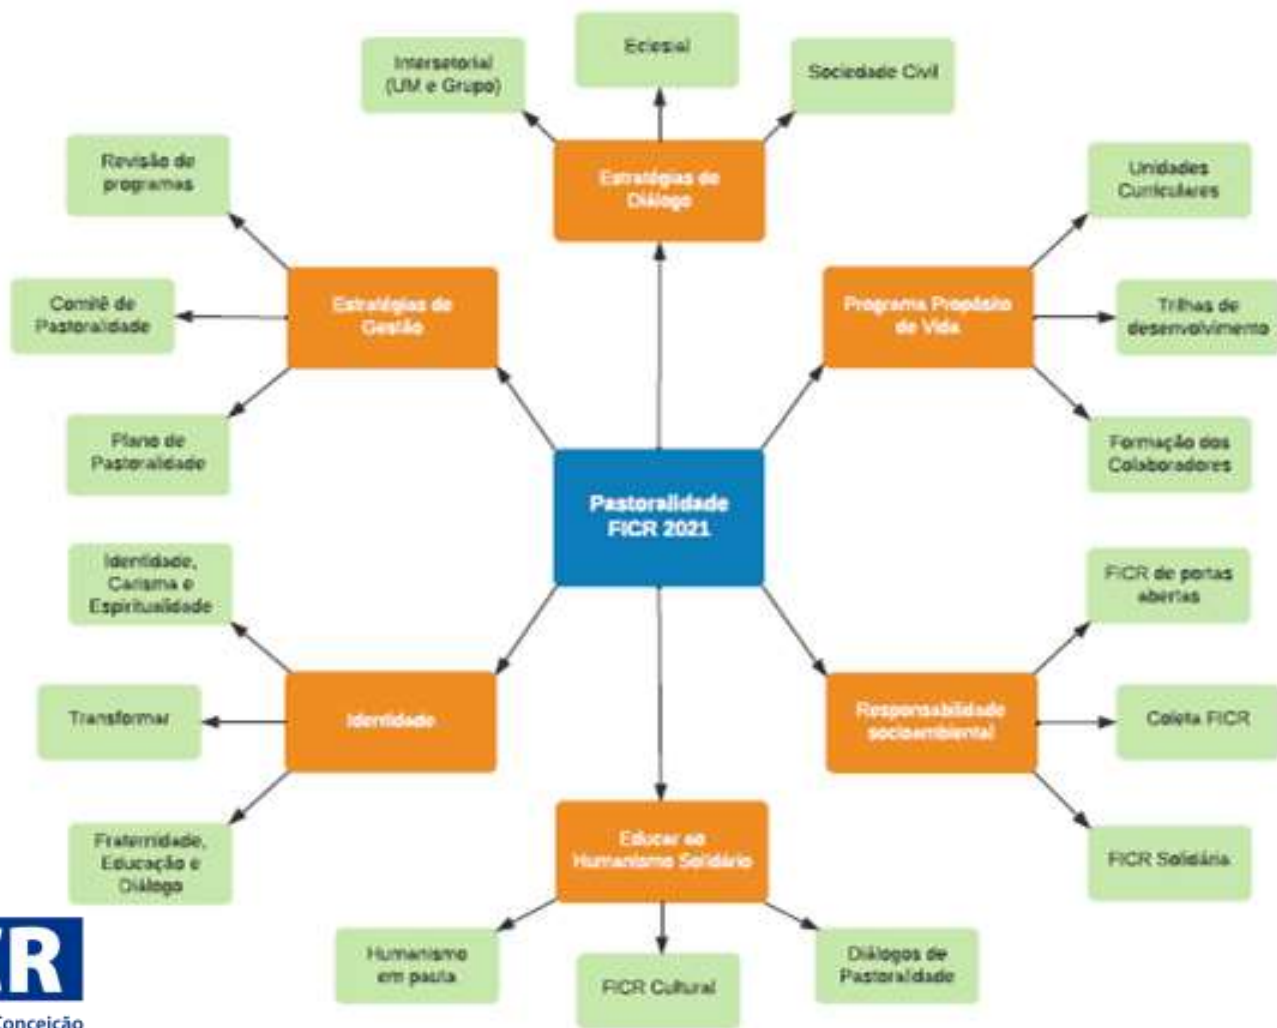 Eclesial
Intersetorial
(UM e Grupo)
Sociedade Civil
Estratégias de
Diálogo
Revisão de
programas
Unidades
Curriculares
Estratégias de
Gestão
Programa Propósito
de Vida
Comitê de
Pastoralidade
Trilhas de
desenvolvimento
Plano de
Pastoralidade
Formação dos
Colaboradores
Pastoralidade
FICR 2021
Identidade,
Carisma e
Espiritualidade
FICR de portas
abertas
Transformar
Identidade
Responsabilidade
socioambiental
Coleta FICR
Fraternidade,
Educação e
Diálogo
Educar ao
Humanismo Solidário
FICR Solidária
Humanismo
em pauta
FICR Cultural
Diálogos de
Pastoralidade
CR
Conceição